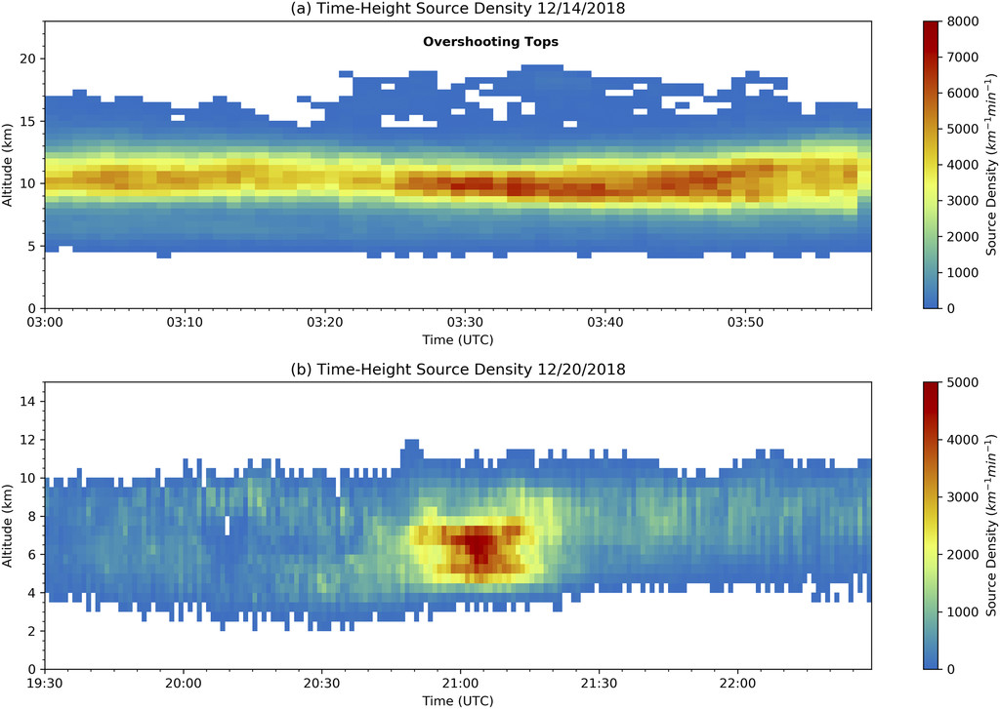 (a) Time-Height Source Density 12/14/2018
Overshooting Tops
20
15
10
5
0
Altitude (km)
03:00 03:10 03:20 03:30 03:40 03:50
Time (UTC)
8000
7000
6000
5000
4000
3000
2000
1000
0
Source Density (km⁻¹min⁻¹)
(b) Time-Height Source Density 12/20/2018
14
12
10
8
6
4
2
0
Altitude (km)
19:30 20:00 20:30 21:00 21:30 22:00
Time (UTC)
5000
4000
3000
2000
1000
0
Source Density (km⁻¹min⁻¹)